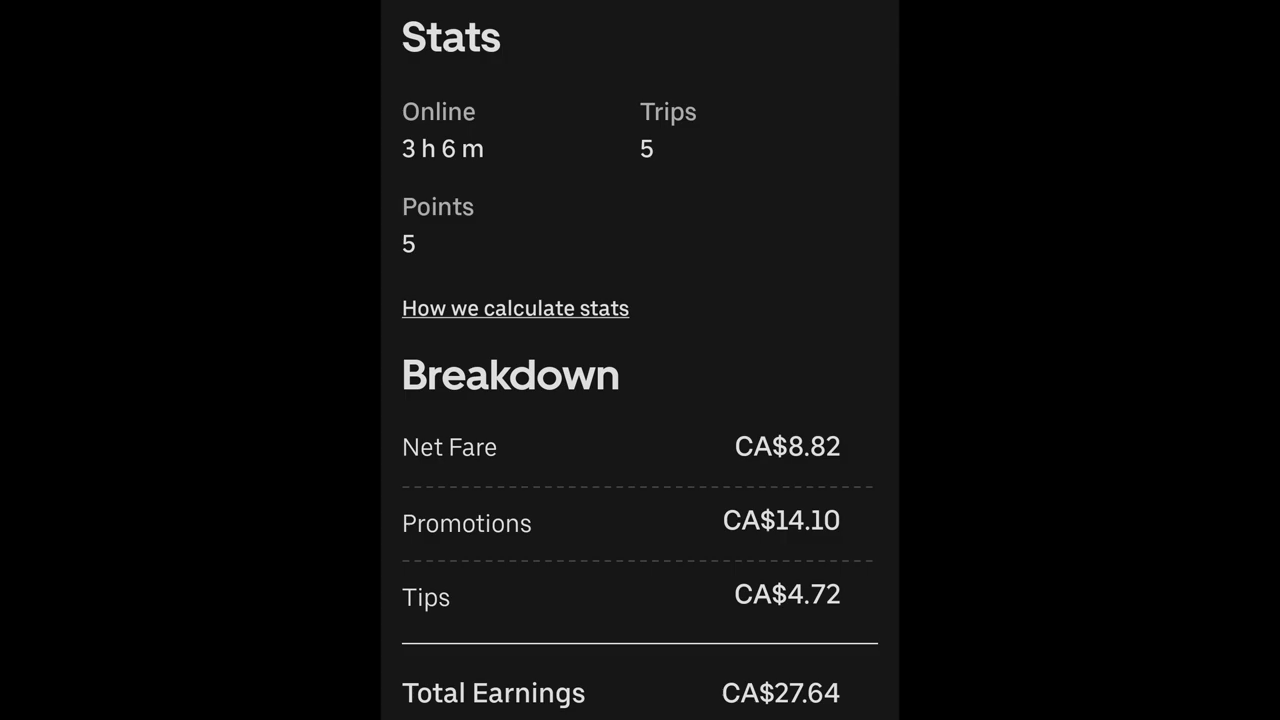 Stats
Online Trips
3 h 6 m 5
Points
5
How we calculate stats
Breakdown
Net Fare CA$8.82
Promotions CA$14.10
Tips CA$4.72
Total Earnings CA$27.64